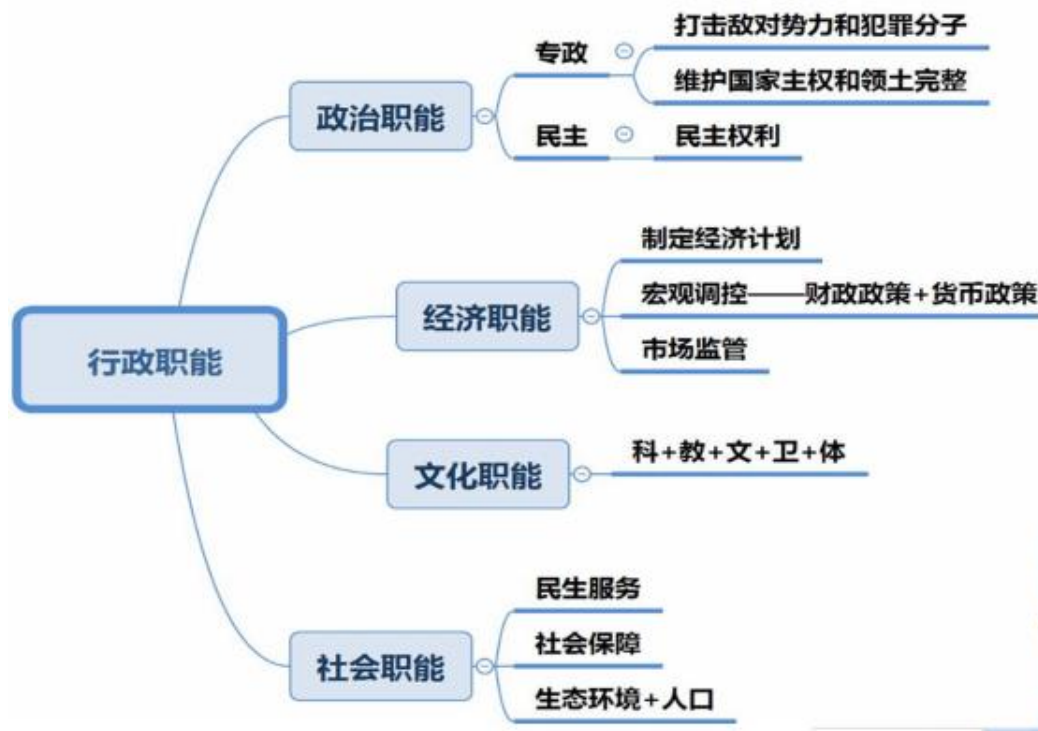 行政职能
政治职能
专政
打击敌对势力和犯罪分子
维护国家主权和领土完整
民主
民主权利
经济职能
制定经济计划
宏观调控——财政政策+货币政策
市场监管
文化职能
科+教+文+卫+体
社会职能
民生服务
社会保障
生态环境+人口